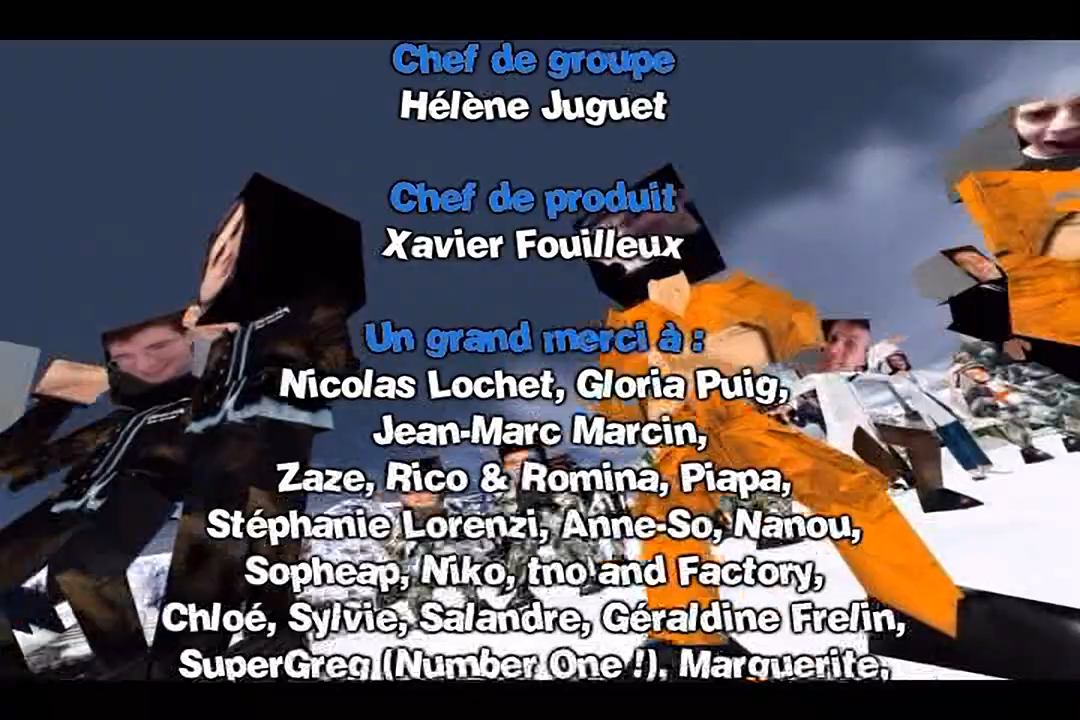 Chef de groupe
Hélène Juguet
Chef de produit
Xavier Fouilleux
Un grand merci à :
Nicolas Lochet, Gloria Puig,
Jean-Marc Marcin,
Zaze, Rico & Romina, Piapa,
Stéphanie Lorenzi, Anne-So, Nanou,
Sopheap, Niko, tno and Factory,
Chloé, Sylvie, Salandre, Géraldine Frelin,
SuperGreg (Number One !), Marguerite,